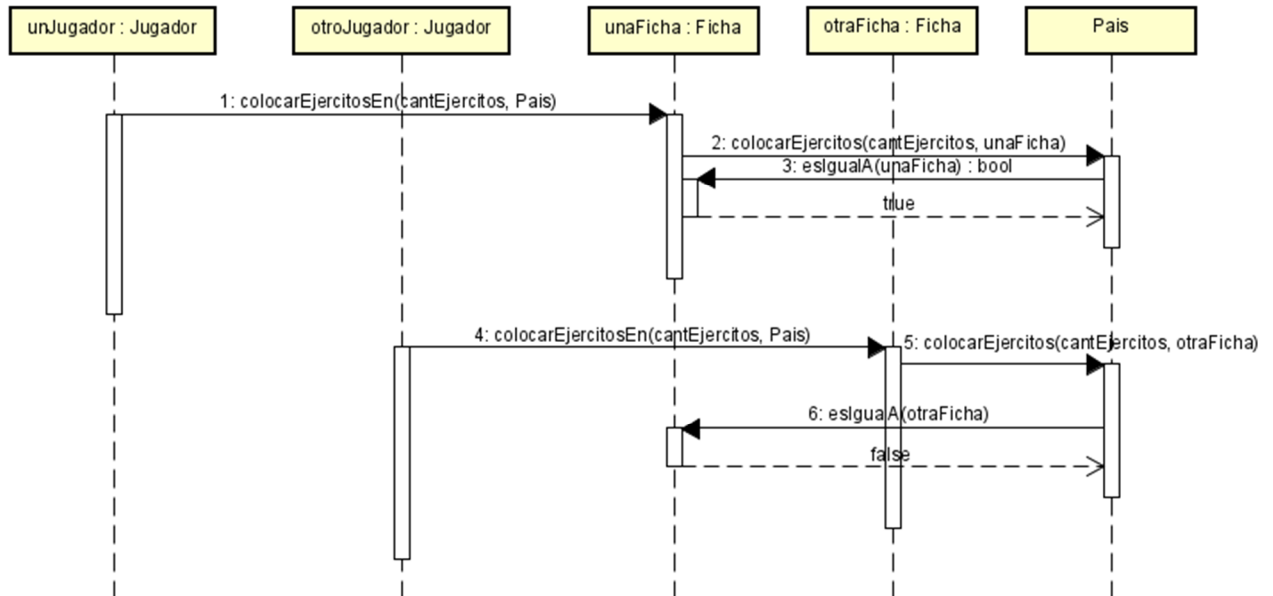 unJugador : Jugador
otroJugador : Jugador
unaFicha : Ficha
otraFicha : Ficha
Pais
1: colocarEjercitosEn(cantEjercitos, Pais)
2: colocarEjercitos(cantEjercitos, unaFicha)
3: esIgualA(unaFicha) : bool
true
4: colocarEjercitosEn(cantEjercitos, Pais)
5: colocarEjercitos(cantEjercitos, otraFicha)
6: esIgualA(otraFicha)
false